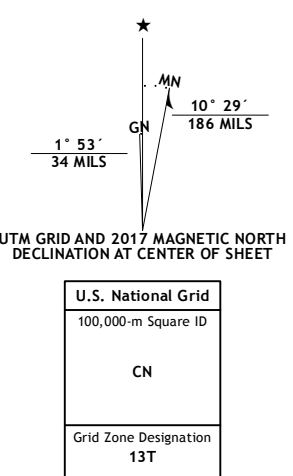 ★
MN
GN
10° 29´
186 MILS
1° 53´
34 MILS
UTM GRID AND 2017 MAGNETIC NORTH
DECLINATION AT CENTER OF SHEET
U.S. National Grid
100,000-m Square ID
CN
Grid Zone Designation
13T